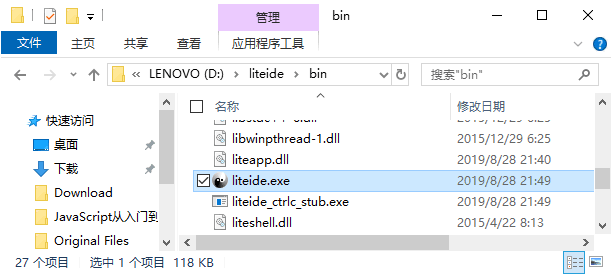 管理
bin
文件
主页
共享
查看
应用程序工具
LENOVO (D:) › liteide › bin
搜索"bin"
名称
修改日期
快速访问
libwinpthread-1.dll
2015/12/29 6:25
桌面
liteapp.dll
2019/8/28 21:40
下载
liteide.exe
2019/8/28 21:49
Download
liteide_ctrlc_stub.exe
2019/8/28 21:49
JavaScript从入门到
liteshell.dll
2015/4/22 8:13
Original Files
27 个项目
选中 1 个项目 118 KB